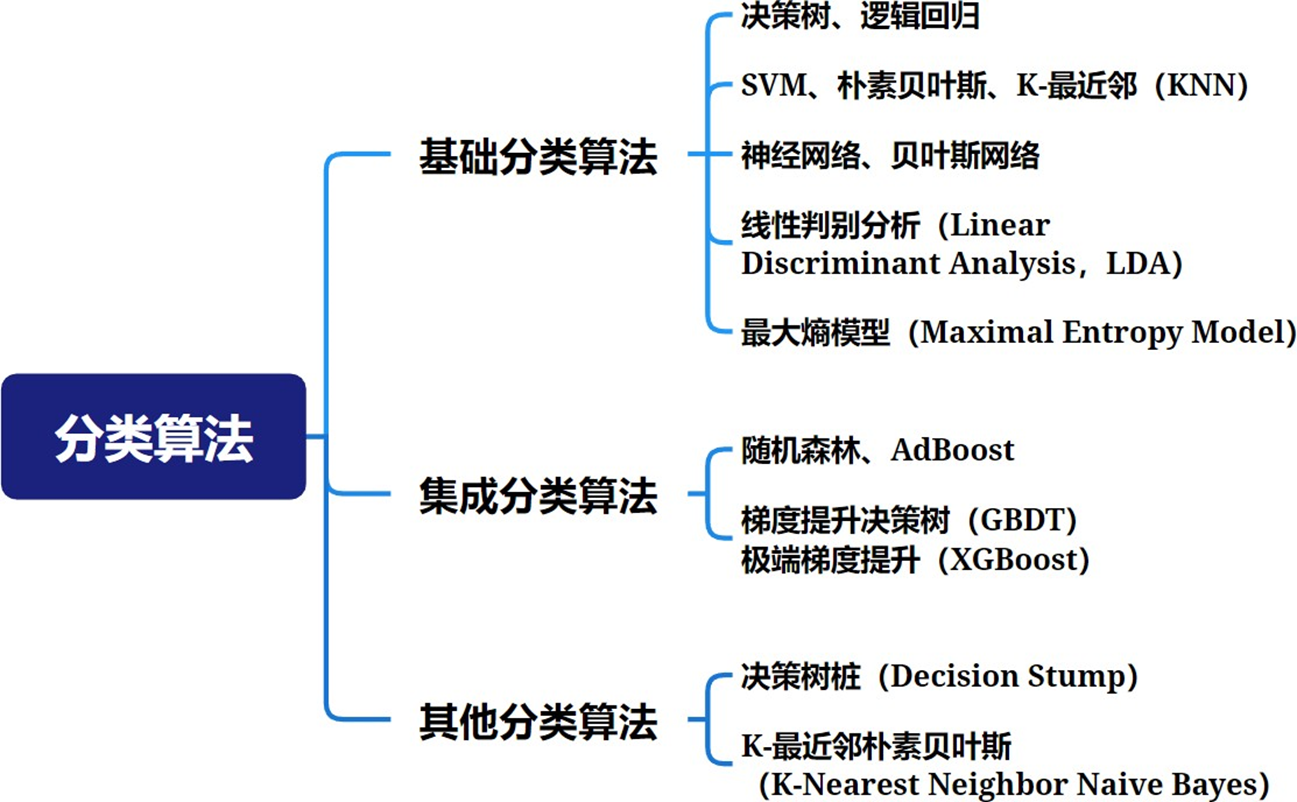 分类算法
基础分类算法
决策树、逻辑回归
SVM、朴素贝叶斯、K-最近邻（KNN）
神经网络、贝叶斯网络
线性判别分析（Linear
Discriminant Analysis，LDA）
最大熵模型（Maximal Entropy Model）
集成分类算法
随机森林、AdBoost
梯度提升决策树（GBDT）
极端梯度提升（XGBoost）
其他分类算法
决策树桩（Decision Stump）
K-最近邻朴素贝叶斯
（K-Nearest Neighbor Naive Bayes）